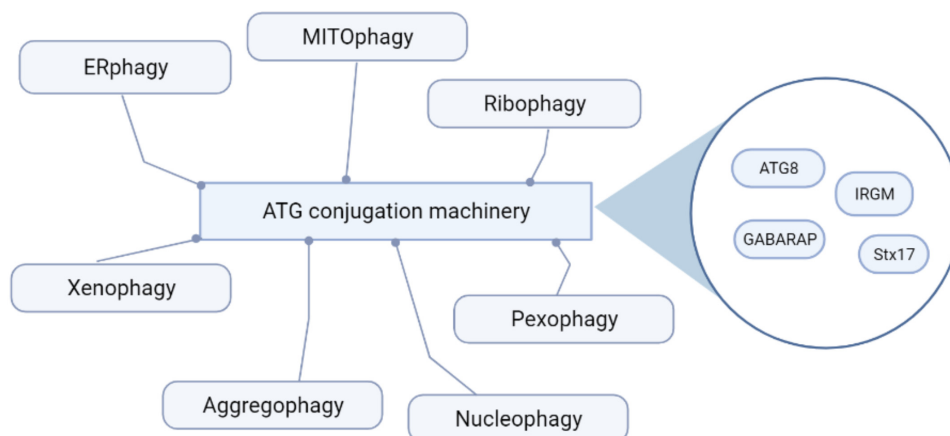 MITOphagy
ERphagy
Ribophagy
ATG conjugation machinery
Xenophagy
Pexophagy
Aggregophagy
Nucleophagy
ATG8
IRGM
GABARAP
Stx17